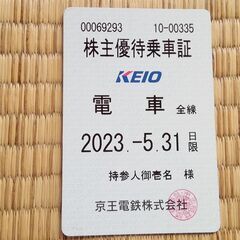 00069293 10-00335
株主優待乗車証
KEIO
電車 全線
2023.-5.31 日限
持参人御壱名 様
京王電鉄株式会社